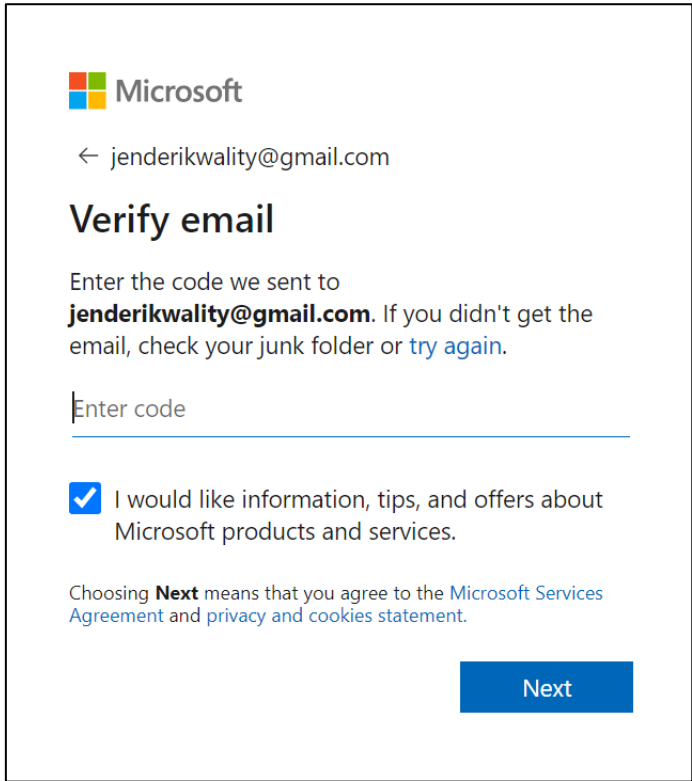 Microsoft
← jenderikwality@gmail.com
Verify email
Enter the code we sent to
jenderikwality@gmail.com. If you didn't get the
email, check your junk folder or try again.
Enter code
I would like information, tips, and offers about
Microsoft products and services.
Choosing Next means that you agree to the Microsoft Services
Agreement and privacy and cookies statement.
Next